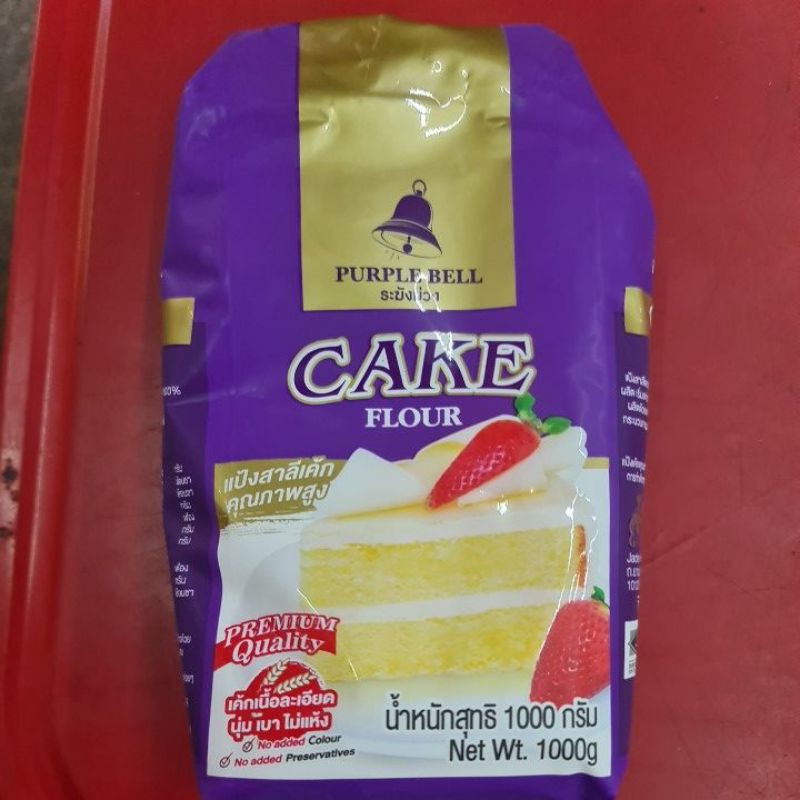 PURPLE BELL
ระฆังม่วง
CAKE
FLOUR
แป้งสาลีเค้ก
คุณภาพสูง
PREMIUM
Quality
เค้กเนื้อละเอียด
นุ่ม เบา ไม่แห้ง
No added Colour
No added Preservatives
น้ำหนักสุทธิ 1000 กรัม
Net Wt. 1000g